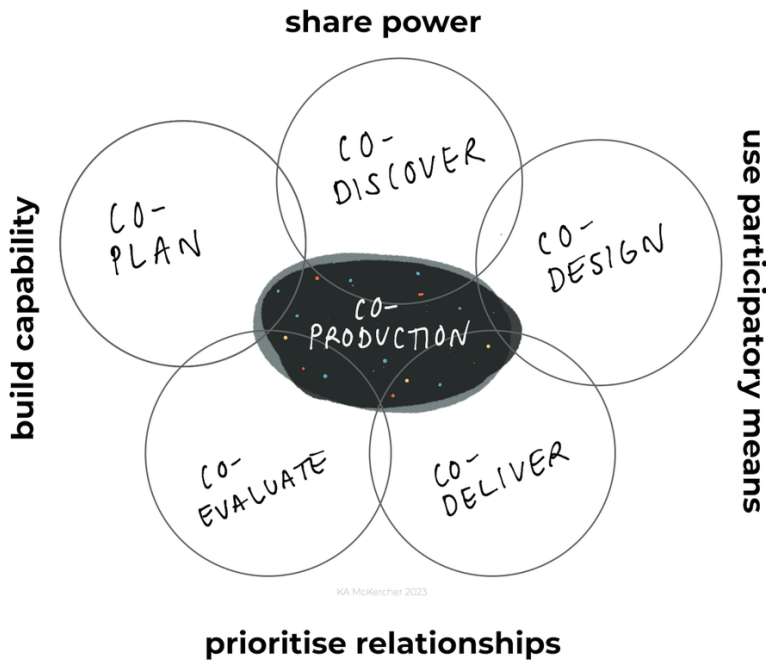 share power
CO-
DISCOVER
CO-
PLAN
CO-
DESIGN
build capability
use participatory means
CO-
PRODUCTION
CO-
EVALUATE
CO-
DELIVER
KA McKercher 2023
prioritise relationships